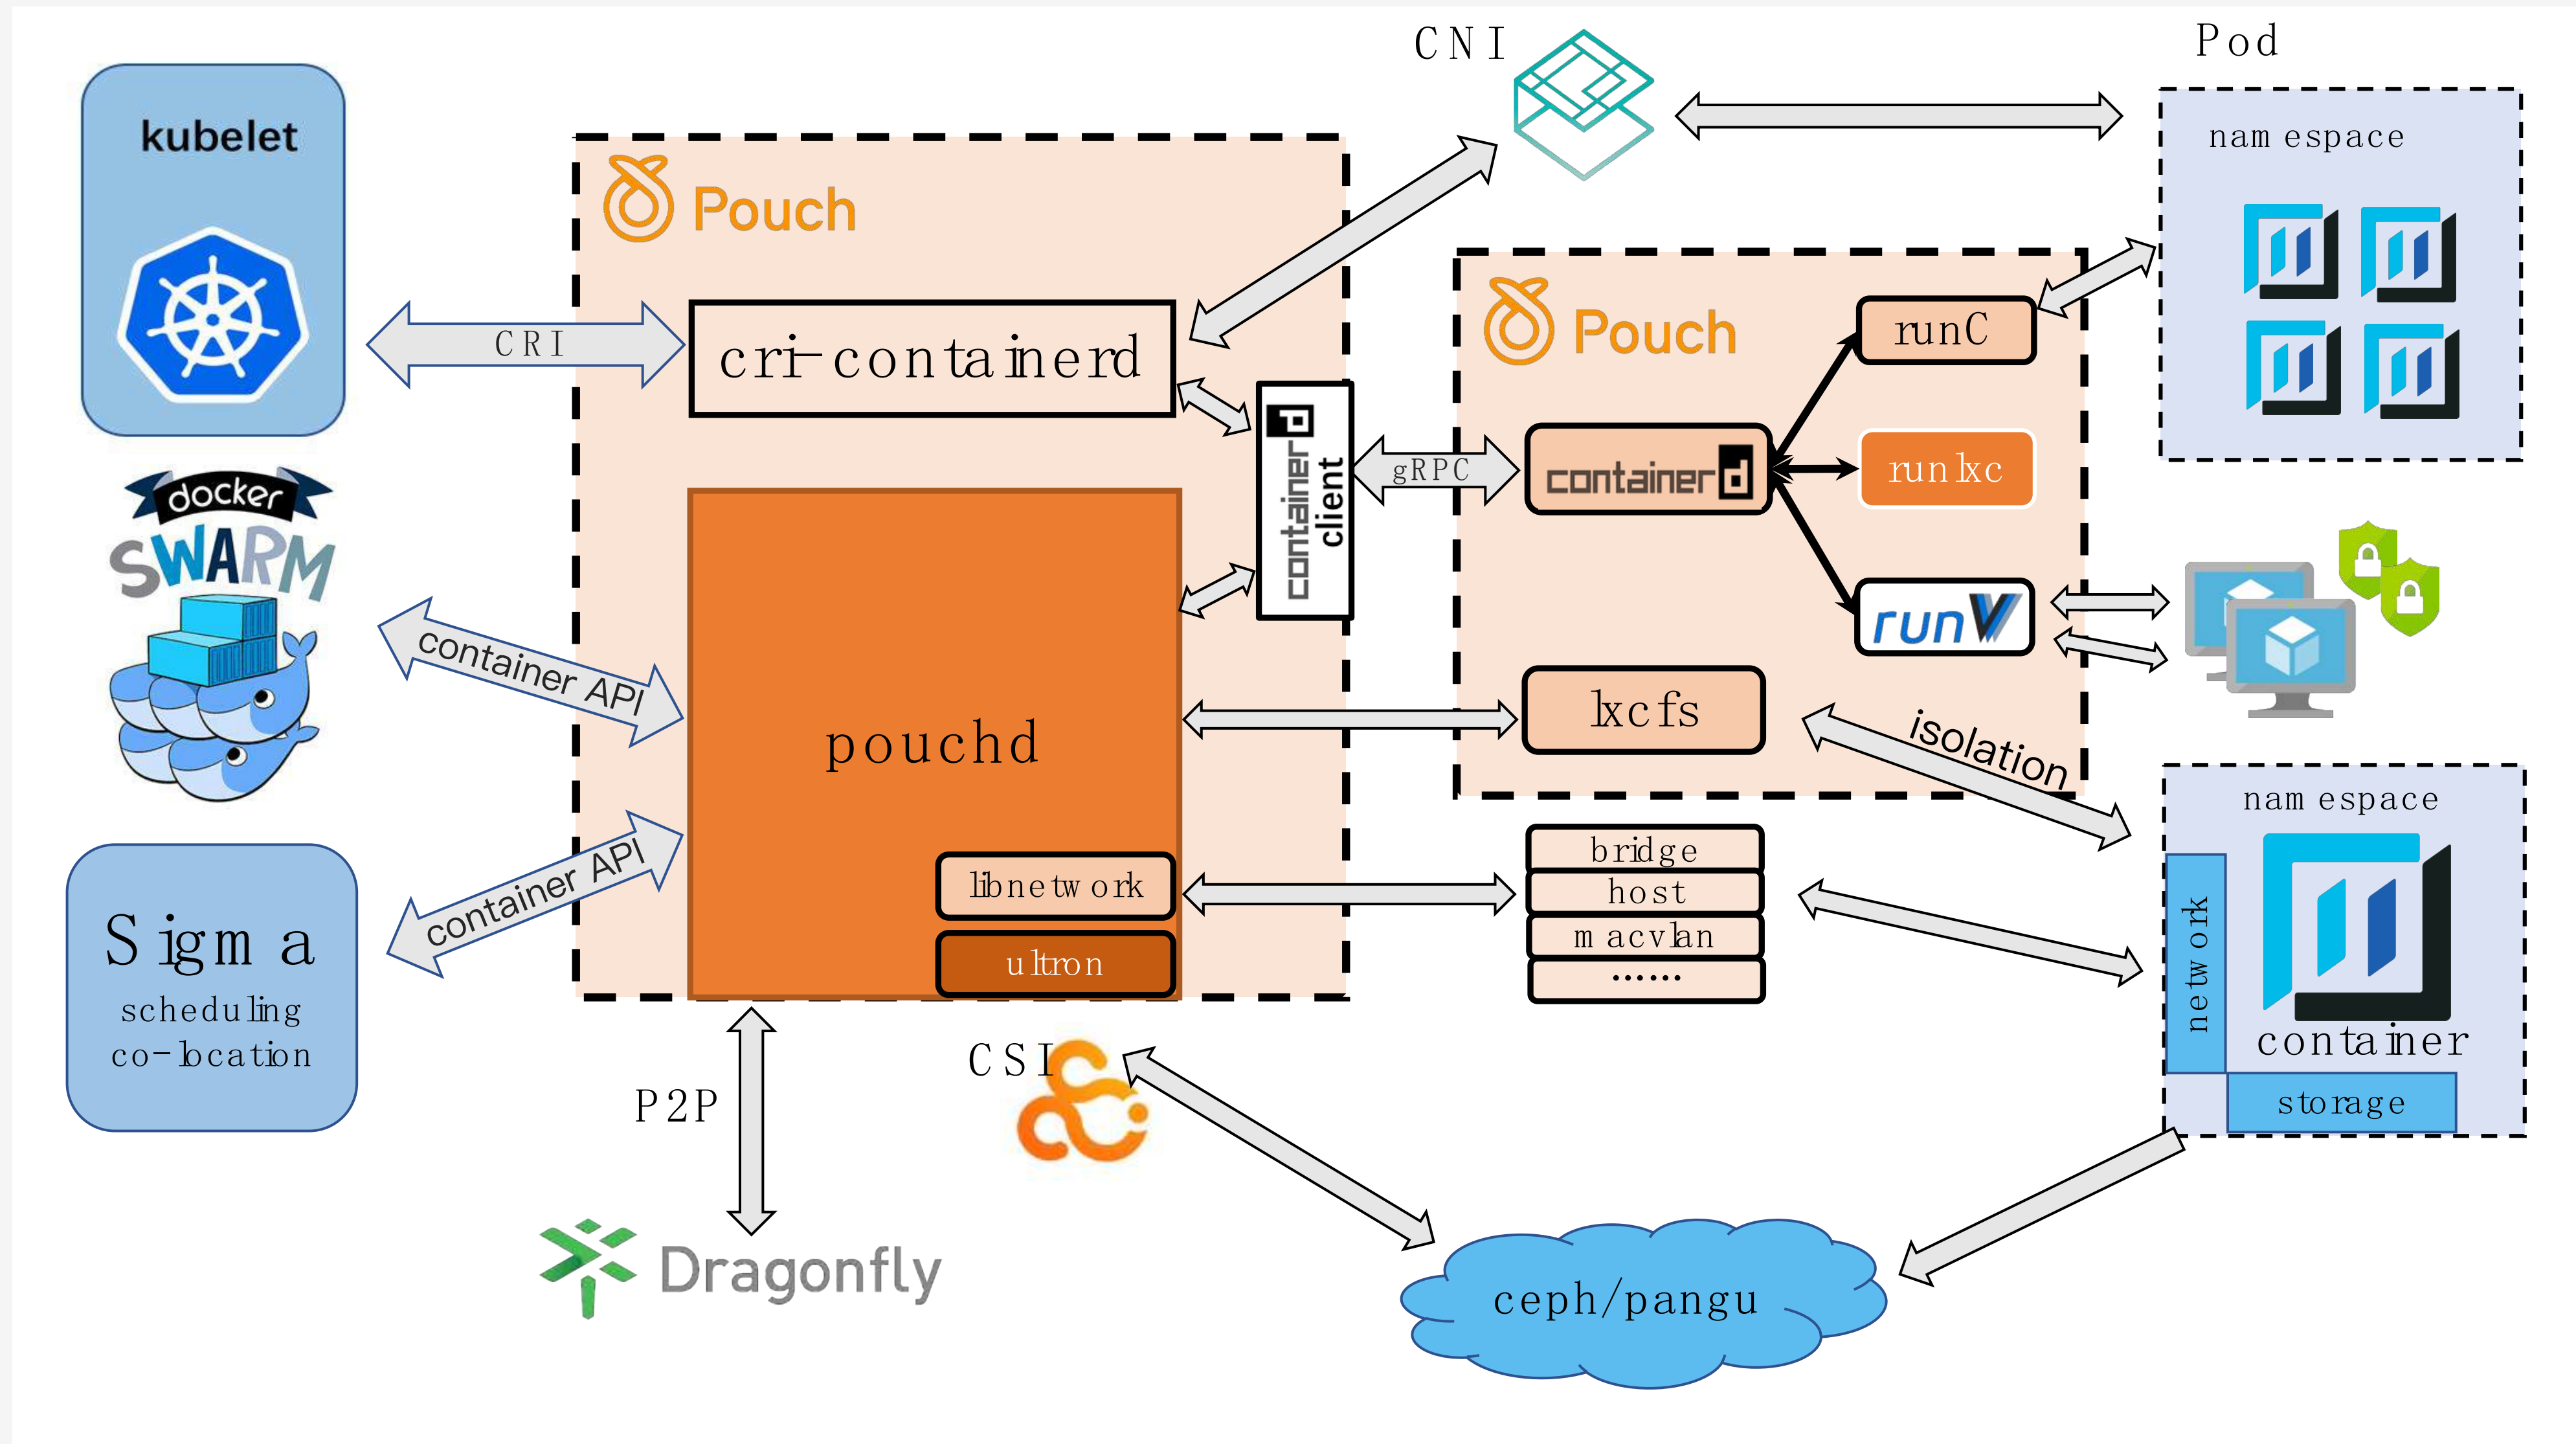 CNI
Pod
kubelet
namespace
Pouch
Pouch
CRI
cri-containerd
runC
containerd
client
gRPC
containerd
runlxc
docker
SWARM
runV
container API
lxcfs
isolation
pouchd
container API
namespace
bridge
host
macvlan
......
libnetwork
ultron
Sigma
scheduling
co-location
network
container
storage
CSI
P2P
Dragonfly
ceph/pangu